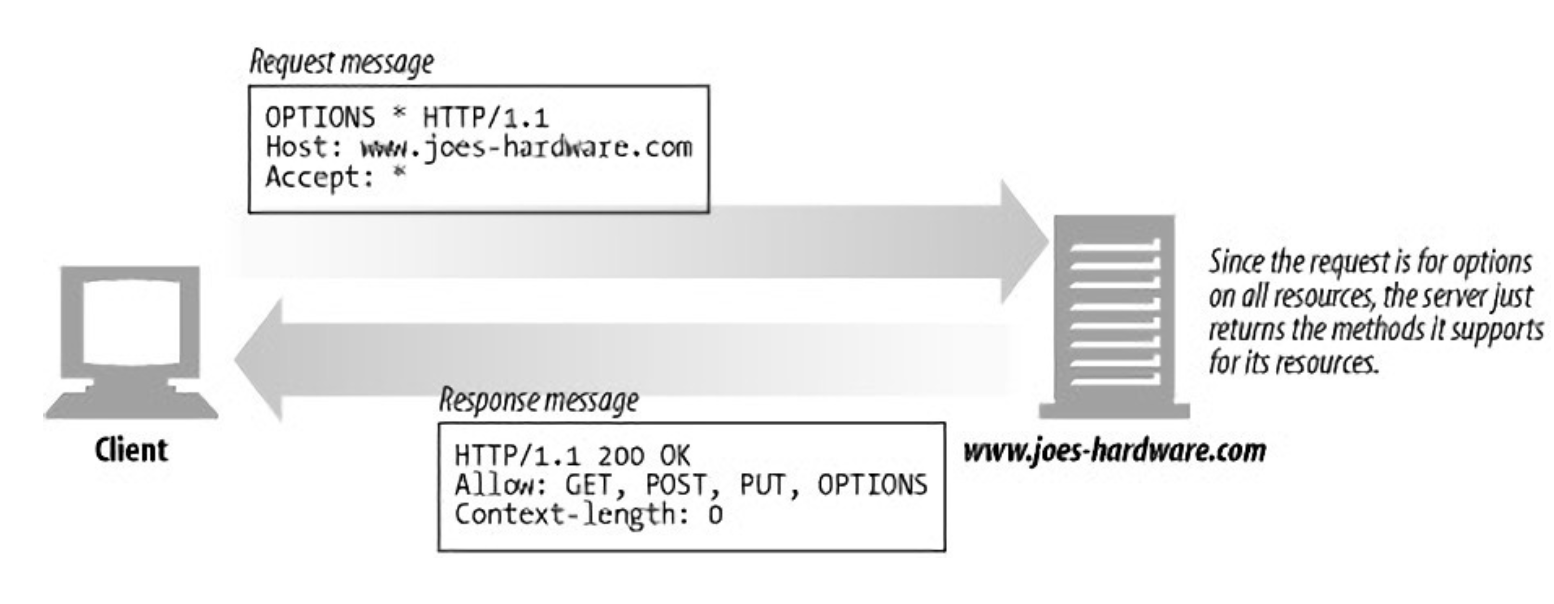 Request message
OPTIONS * HTTP/1.1
Host: www.joes-hardware.com
Accept: *
Since the request is for options
on all resources, the server just
returns the methods it supports
for its resources.
Response message
HTTP/1.1 200 OK
Allow: GET, POST, PUT, OPTIONS
Context-length: 0
Client
www.joes-hardware.com